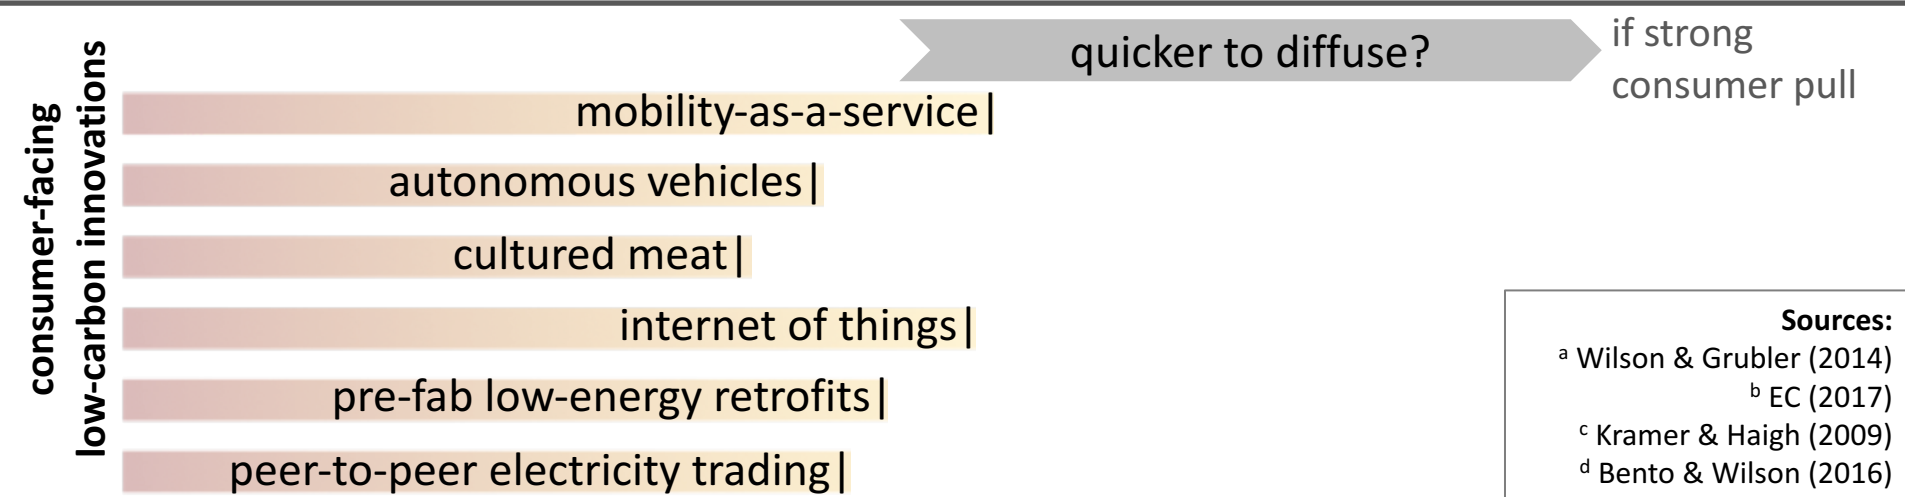 consumer-facing
low-carbon innovations
quicker to diffuse?
if strong
consumer pull
mobility-as-a-service|
autonomous vehicles|
cultured meat|
internet of things|
pre-fab low-energy retrofits|
peer-to-peer electricity trading|
Sources:
a Wilson & Grubler (2014)
b EC (2017)
c Kramer & Haigh (2009)
d Bento & Wilson (2016)